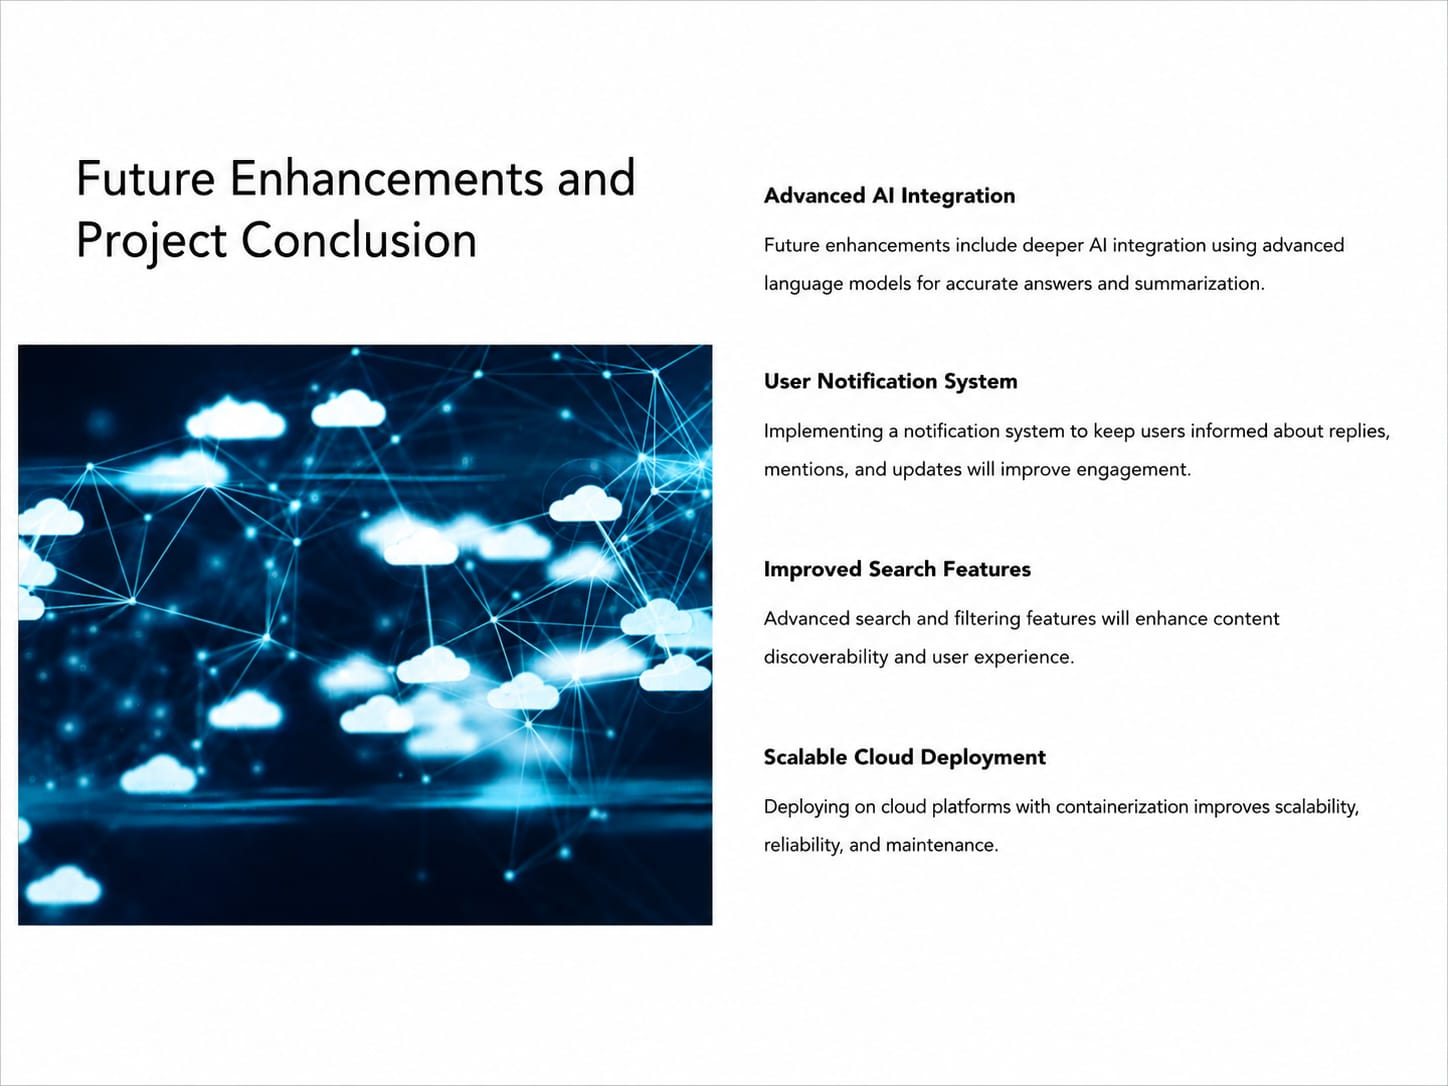 Future Enhancements and
Project Conclusion
Advanced AI Integration
Future enhancements include deeper AI integration using advanced
language models for accurate answers and summarization.
User Notification System
Implementing a notification system to keep users informed about replies,
mentions, and updates will improve engagement.
Improved Search Features
Advanced search and filtering features will enhance content
discoverability and user experience.
Scalable Cloud Deployment
Deploying on cloud platforms with containerization improves scalability,
reliability, and maintenance.